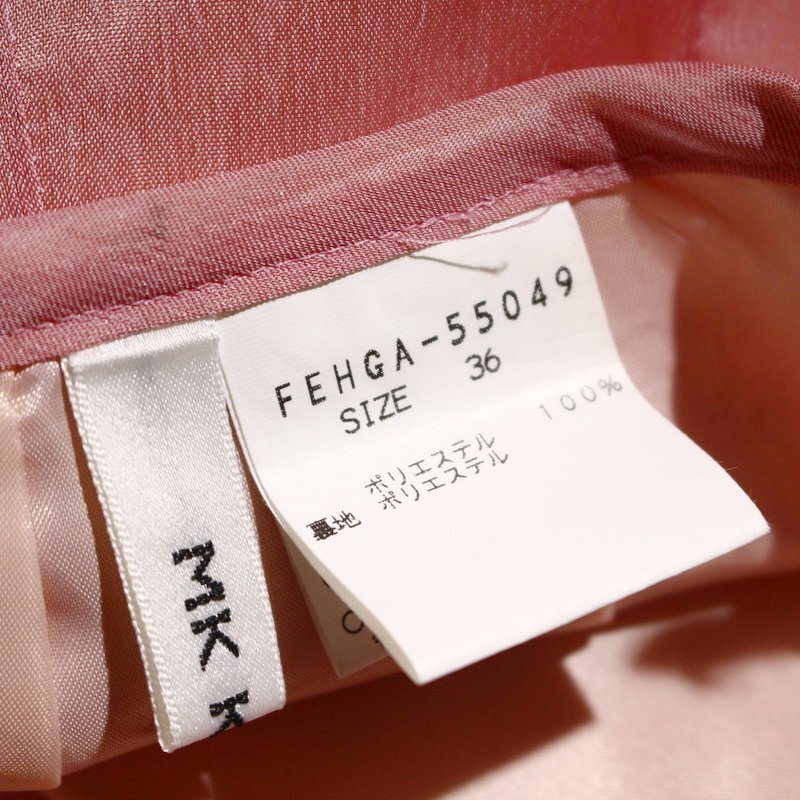 FEHGA-55049
SIZE 36
ポリエステル 100%
裏地 ポリエステル
MK